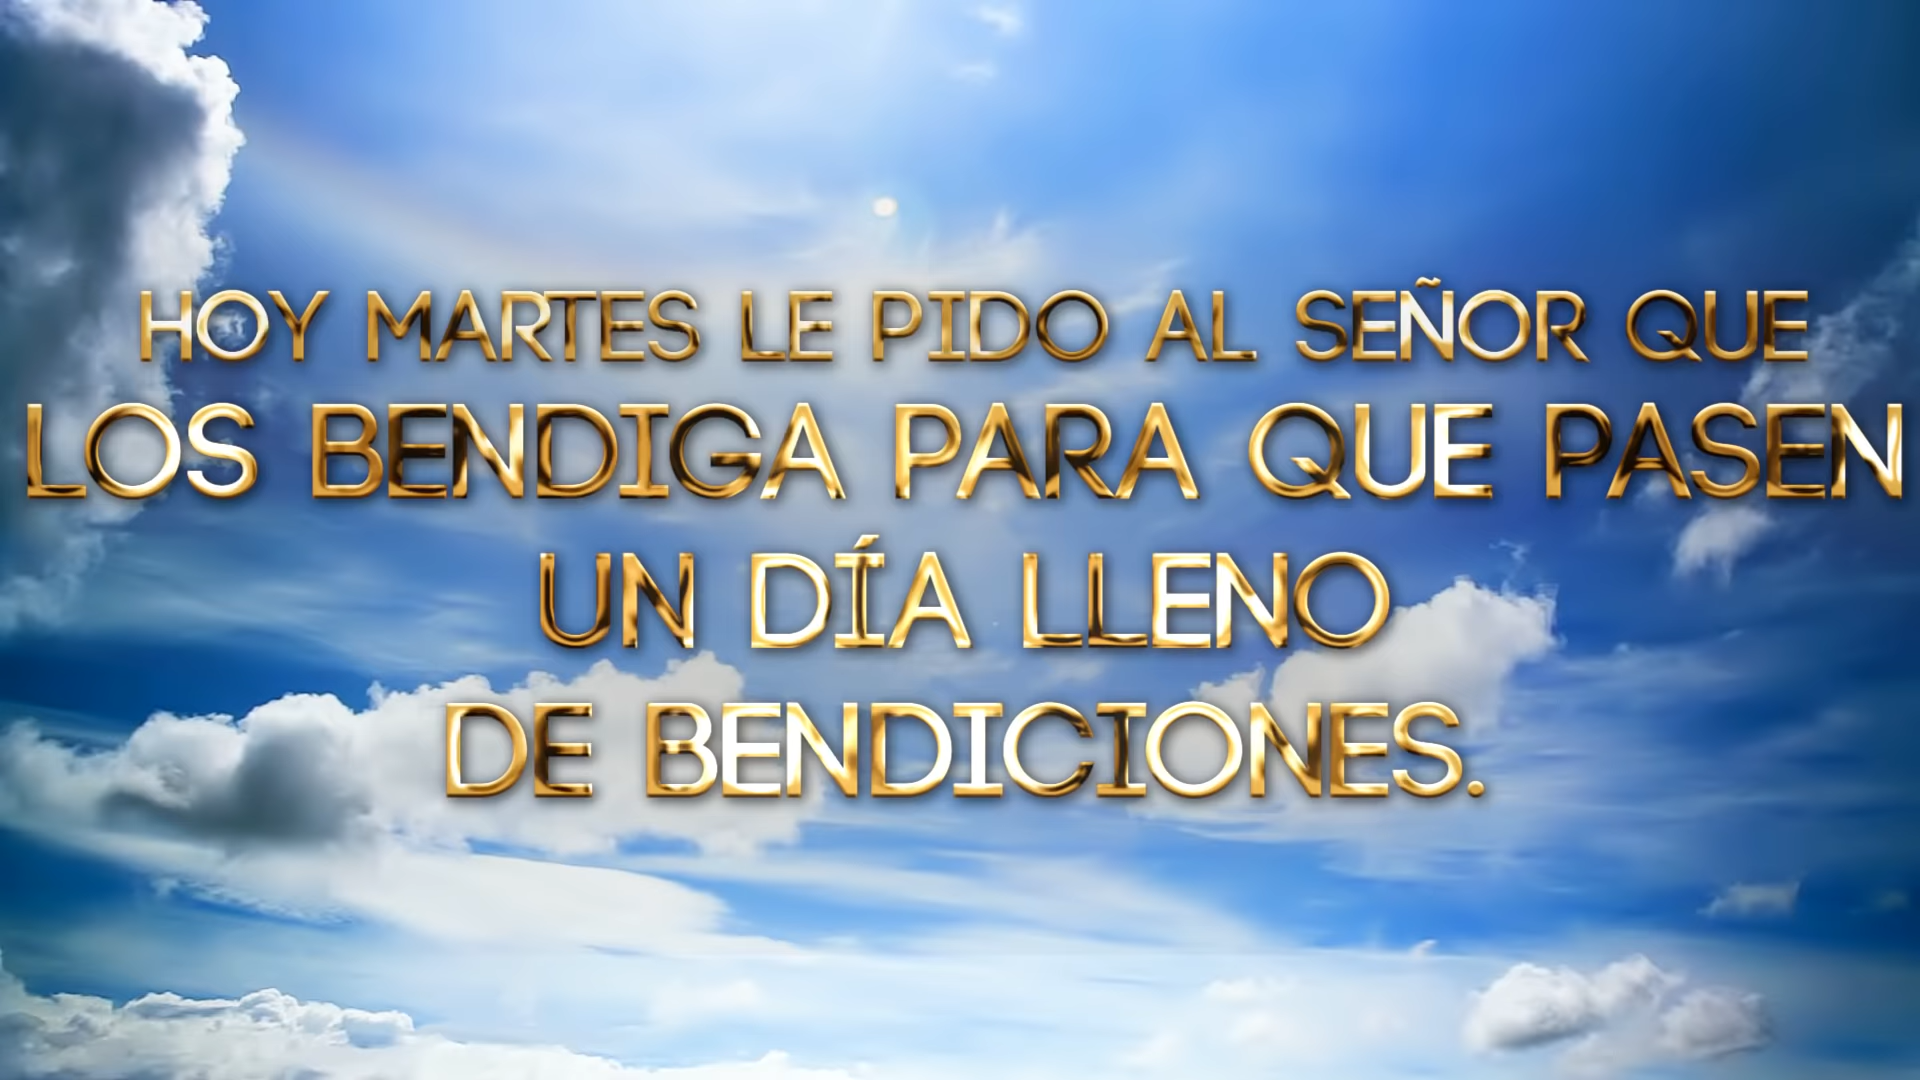 HOY MARTES LE PIDO AL SEÑOR QUE
LOS BENDIGA PARA QUE PASEN
UN DÍA LLENO
DE BENDICIONES.